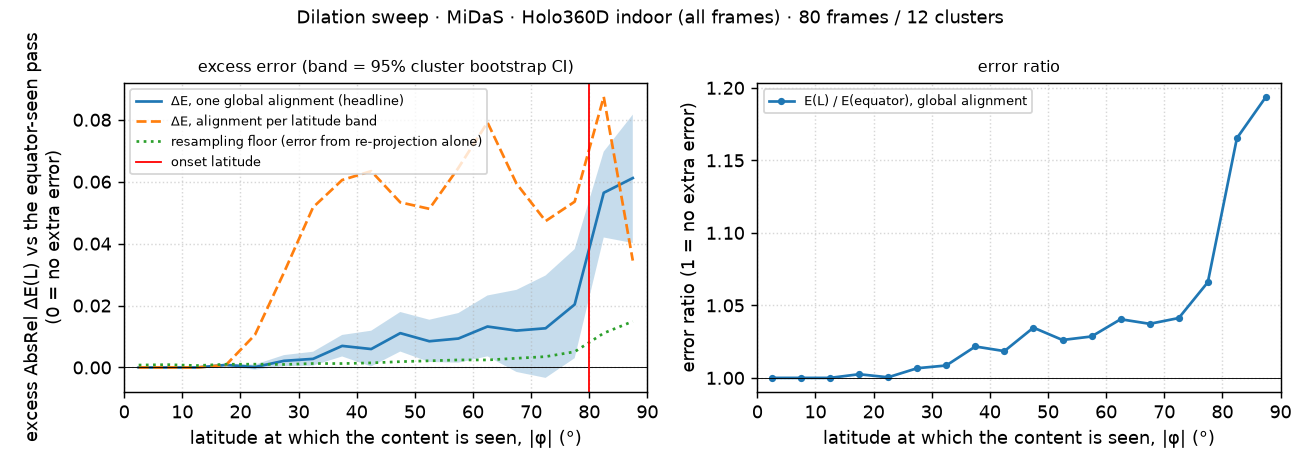 Dilation sweep · MiDaS · Holo360D indoor (all frames) · 80 frames / 12 clusters
excess error (band = 95% cluster bootstrap CI)
excess AbsRel ΔE(L) vs the equator-seen pass
(0 = no extra error)
0.08
0.06
0.04
0.02
0.00
ΔE, one global alignment (headline)
ΔE, alignment per latitude band
resampling floor (error from re-projection alone)
onset latitude
0 10 20 30 40 50 60 70 80 90
latitude at which the content is seen, |φ| (°)
error ratio
error ratio (1 = no extra error)
1.20
1.15
1.10
1.05
1.00
E(L) / E(equator), global alignment
0 10 20 30 40 50 60 70 80 90
latitude at which the content is seen, |φ| (°)